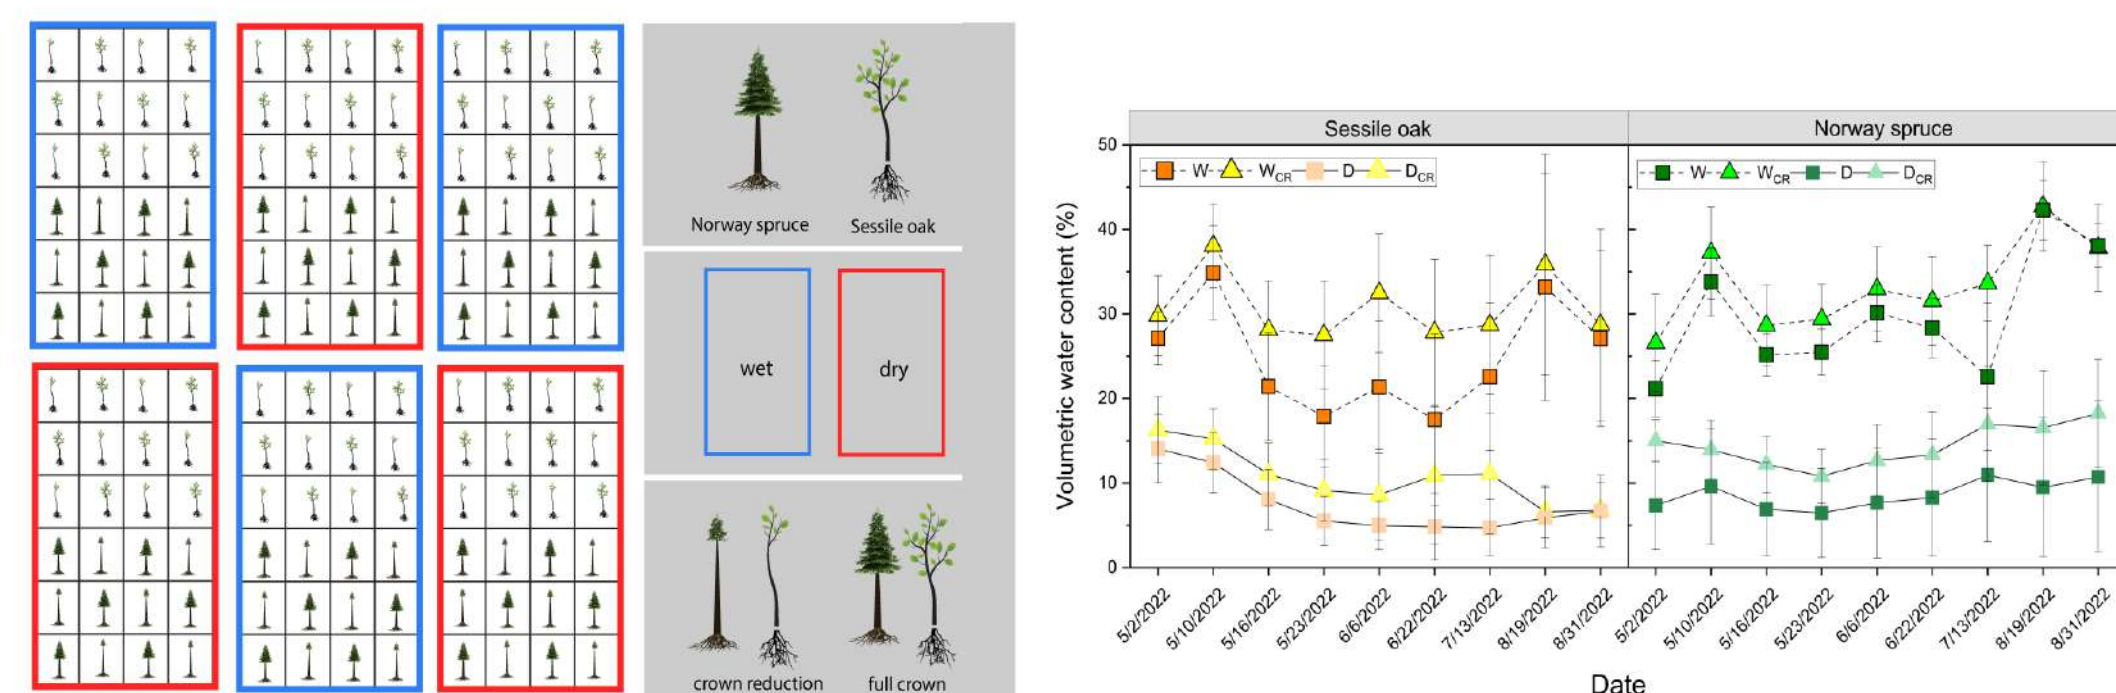 Norway spruce Sessile oak
wet dry
crown reduction full crown
Sessile oak Norway spruce
W W_CR D D_CR
W W_CR D D_CR
Volumetric water content (%)
50
40
30
20
10
0
5/2/2022 5/10/2022 5/16/2022 5/23/2022 6/6/2022 6/22/2022 7/13/2022 8/19/2022 8/31/2022
5/2/2022 5/10/2022 5/16/2022 5/23/2022 6/6/2022 6/22/2022 7/13/2022 8/19/2022 8/31/2022
Date